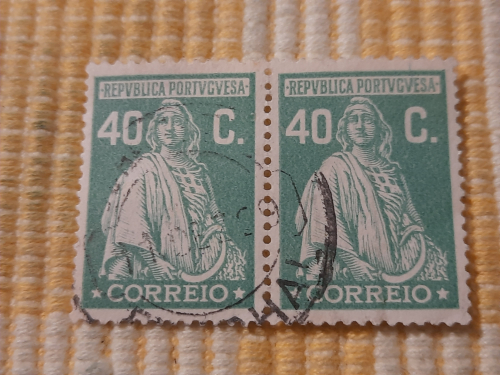 ·REPVBLICA PORTVGVESA·
40 C.
★ CORREIO ★
·REPVBLICA PORTVGVESA·
40 C.
★ CORREIO ★